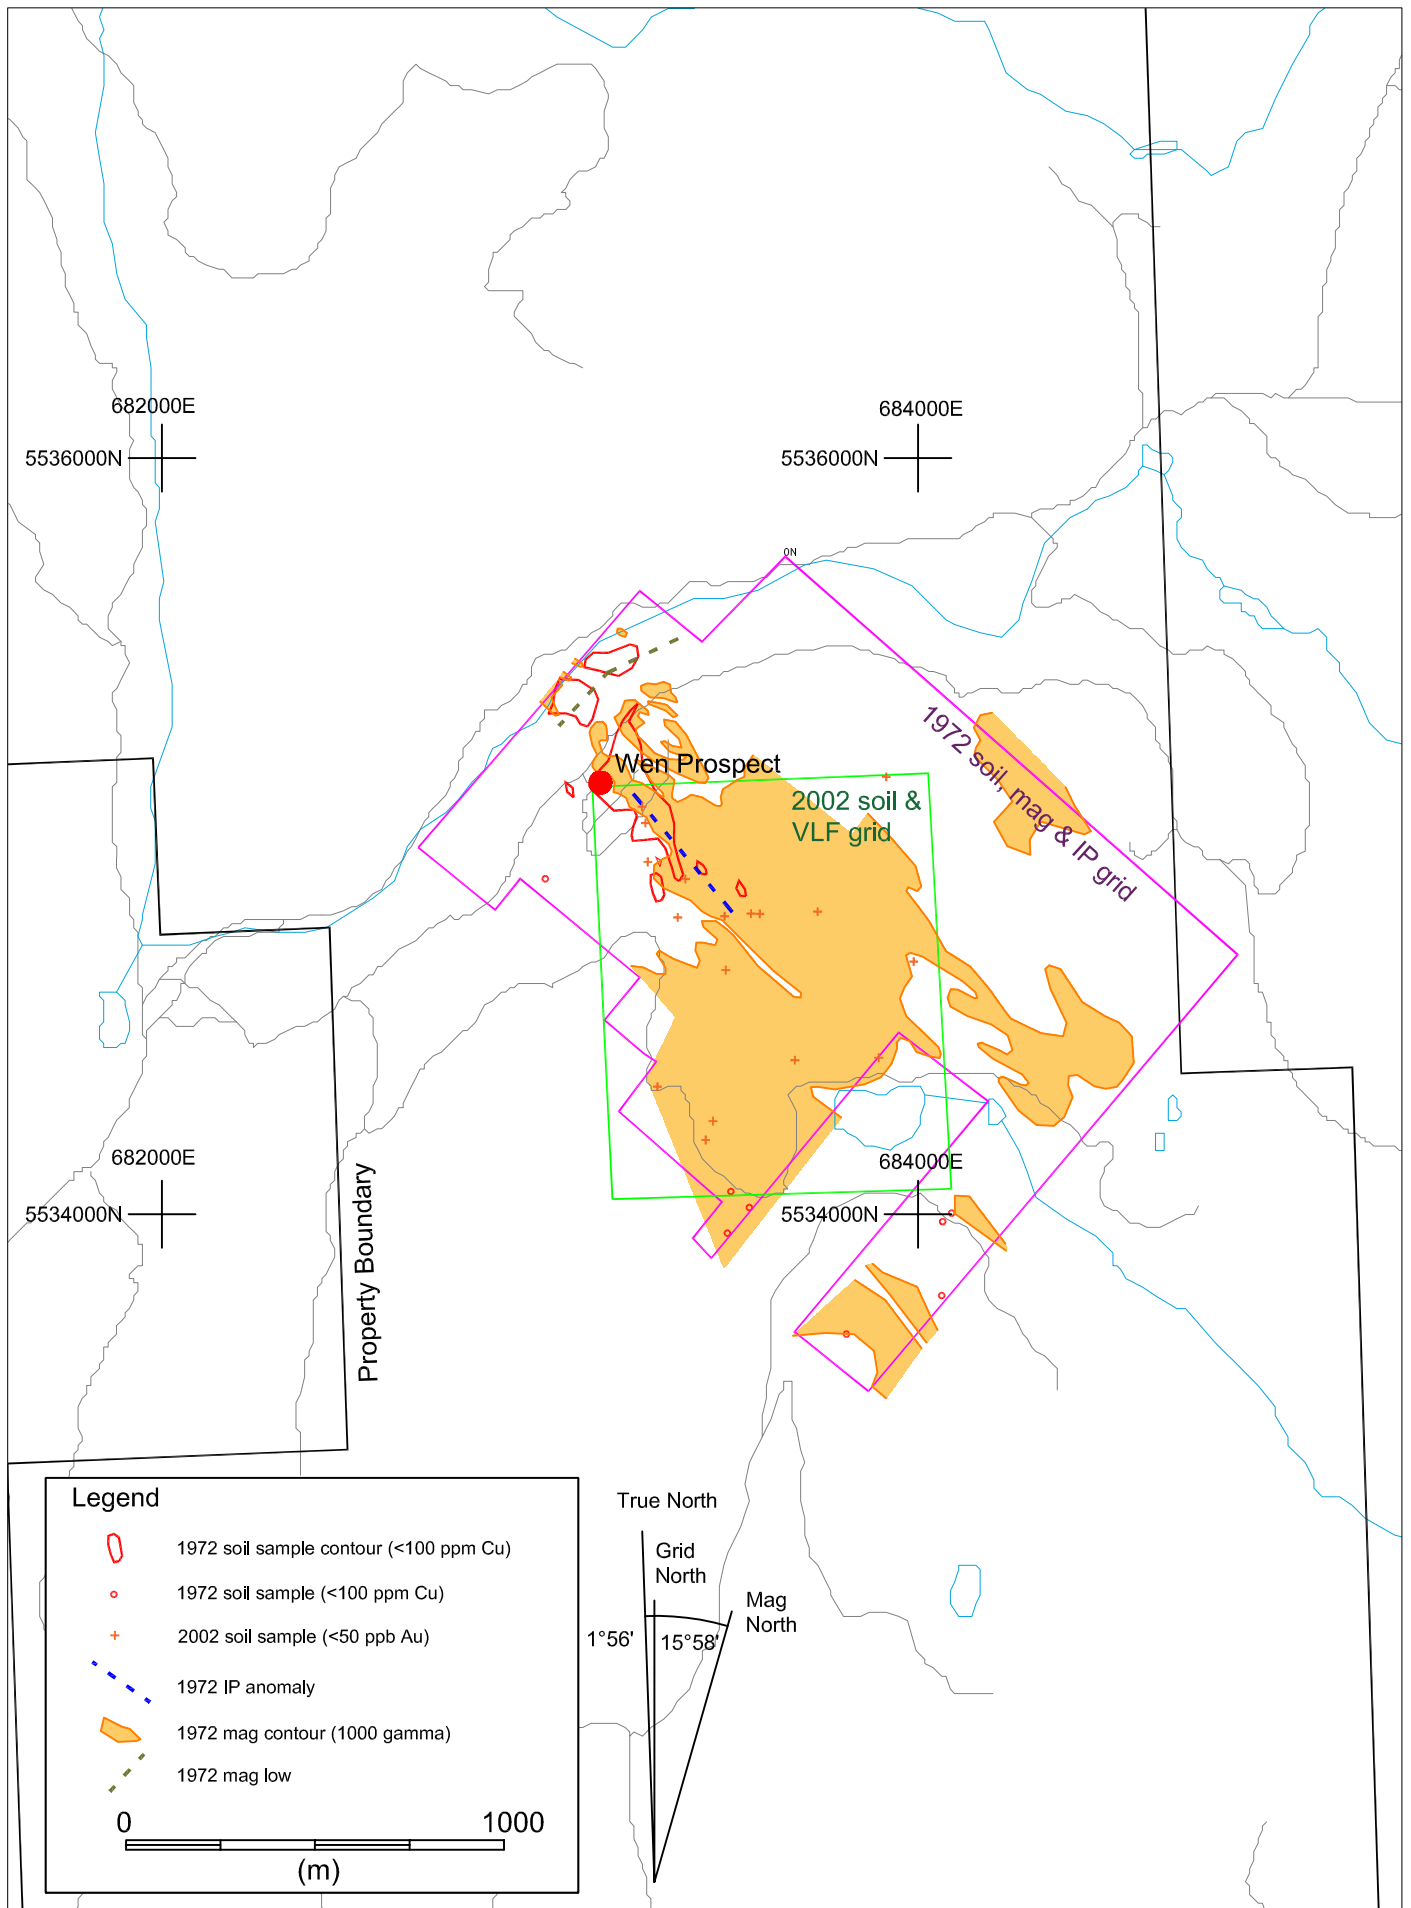 682000E
684000E
5536000N
5536000N
0N
1972 soil, mag & IP grid
Wen Prospect
2002 soil &
VLF grid
682000E
684000E
5534000N
5534000N
Property Boundary
Legend
1972 soil sample contour (<100 ppm Cu)
1972 soil sample (<100 ppm Cu)
2002 soil sample (<50 ppb Au)
1972 IP anomaly
1972 mag contour (1000 gamma)
1972 mag low
0
1000
(m)
True North
Grid
North
Mag
North
1°56'
15°58'